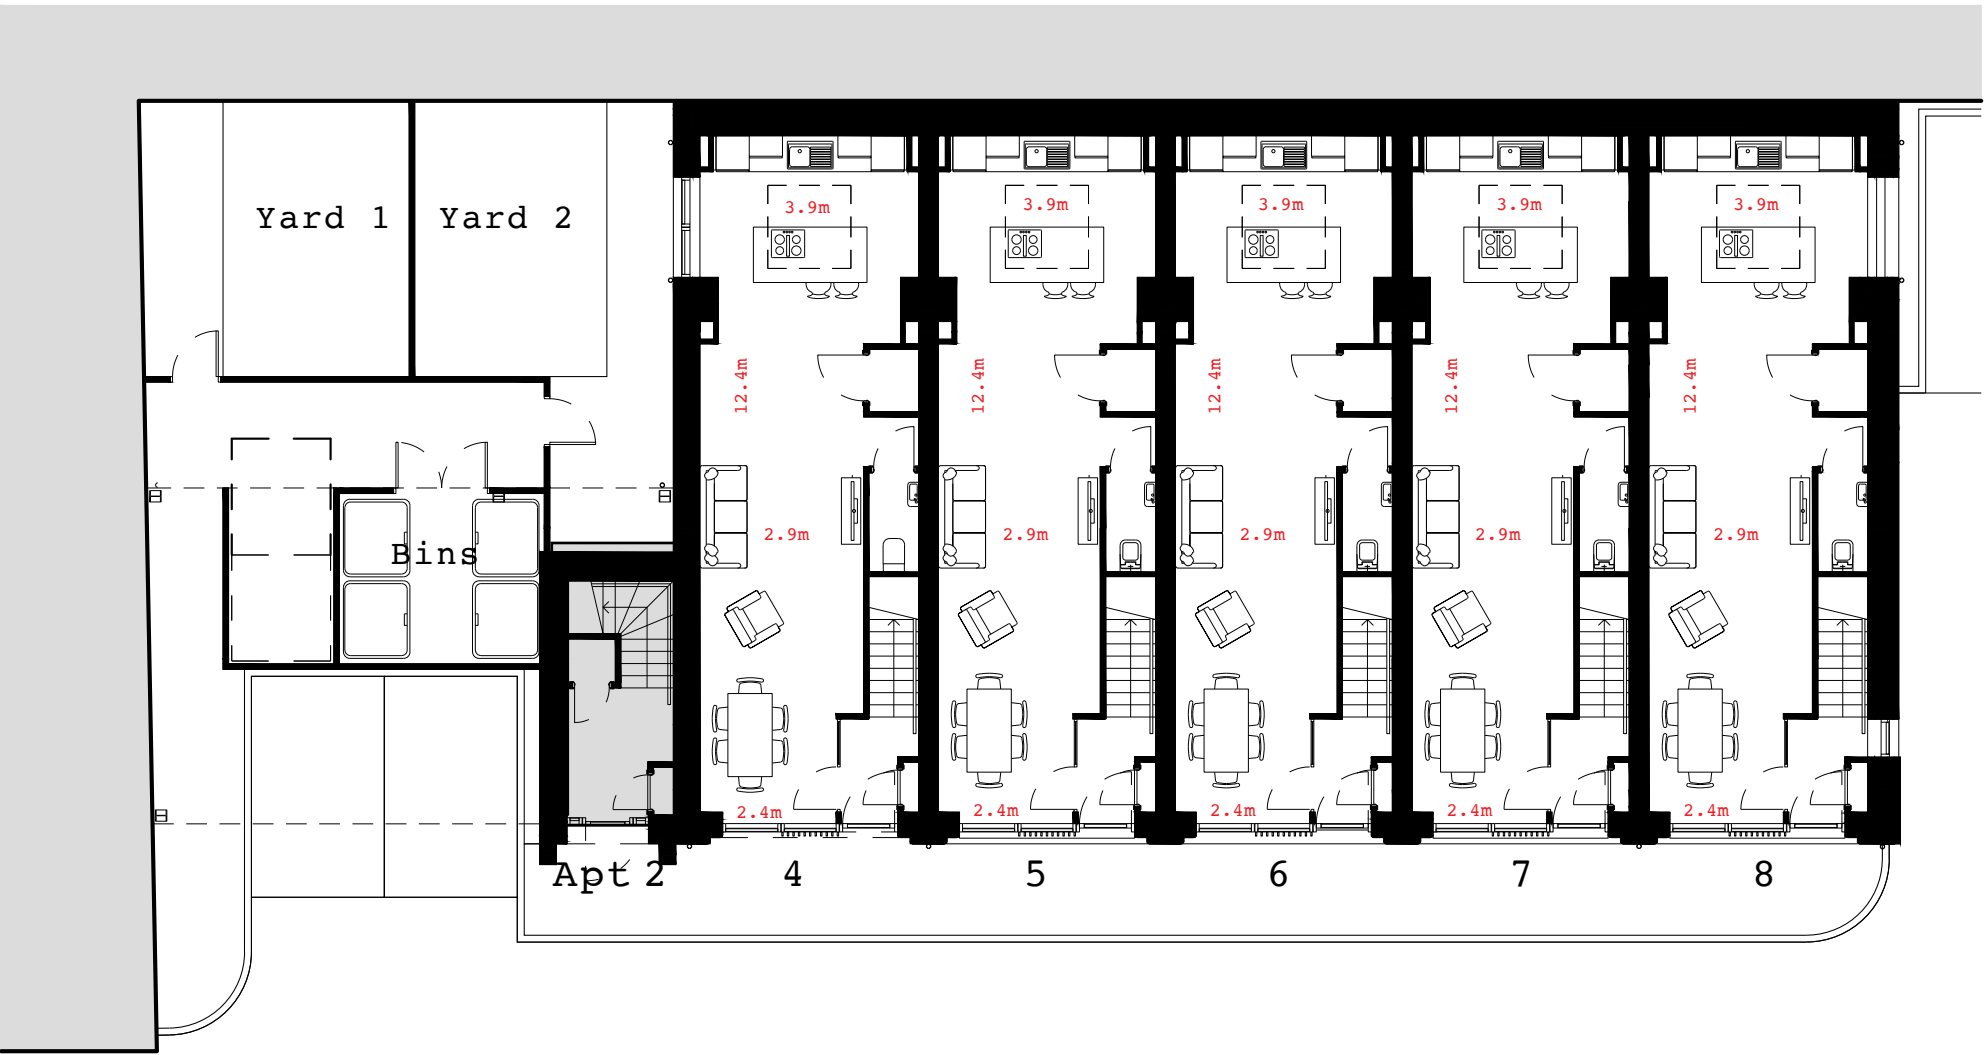 Yard 1 Yard 2
3.9m 3.9m 3.9m 3.9m 3.9m
12.4m 12.4m 12.4m 12.4m 12.4m
Bins
2.9m 2.9m 2.9m 2.9m 2.9m
2.4m 2.4m 2.4m 2.4m 2.4m
Apt 2 4 5 6 7 8